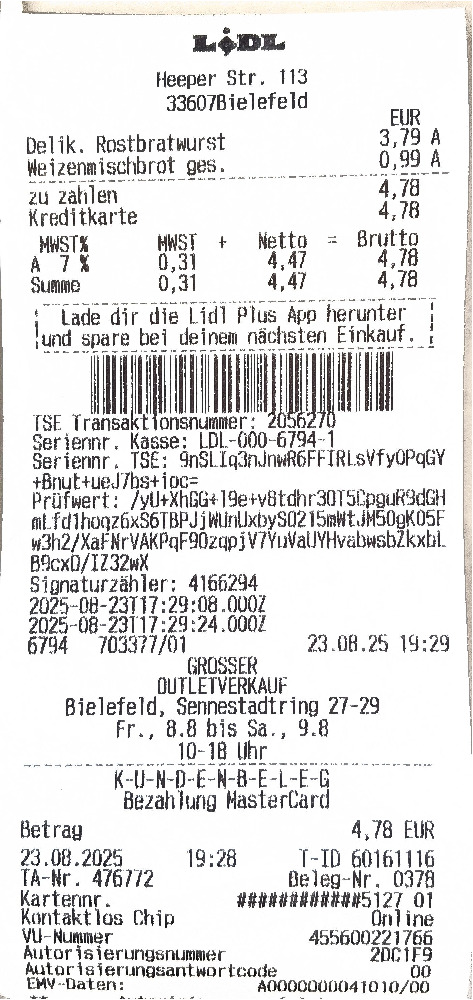 LiDL
Heeper Str. 113
33607Bielefeld
EUR
Delik. Rostbratwurst 3,79 A
Weizenmischbrot ges. 0,99 A
zu zahlen 4,78
Kreditkarte 4,78
MWST% MWST + Netto = Brutto
A 7 % 0,31 4,47 4,78
Summe 0,31 4,47 4,78
Lade dir die Lidl Plus App herunter
und spare bei deinem nächsten Einkauf.
TSE Transaktionsnummer: 2056270
Seriennr. Kasse: LDL-000-6794-1
Seriennr. TSE: 9nSLIq3nJnwR6FFIRLsVfyOPqGY
+Bnut+ueJ7bs+ioc=
Prüfwert: /yU+XhGG+19e+v8tdhr30T5CpguR9dGH
mLfd1hoqz6xS6TBPJjWUnUxbyS0215mWtJM50gK05F
w3h2/XaFNrVAKPqF90zqpjV7YuVaUYHvabwsbZkxbL
B9cxD/IZ32wX
Signaturzähler: 4166294
2025-08-23T17:29:08.000Z
2025-08-23T17:29:24.000Z
6794 703377/01 23.08.25 19:29
GROSSER
OUTLETVERKAUF
Bielefeld, Sennestadtring 27-29
Fr., 8.8 bis Sa., 9.8
10-18 Uhr
K-U-N-D-E-N-B-E-L-E-G
Bezahlung MasterCard
Betrag 4,78 EUR
23.08.2025 19:28 T-ID 60161116
TA-Nr. 476772 Beleg-Nr. 0378
Kartennr. ############5127 01
Kontaktlos Chip Online
VU-Nummer 455600221766
Autorisierungsnummer 2DC1F9
Autorisierungsantwortcode 00
EMV-Daten: A0000000041010/00